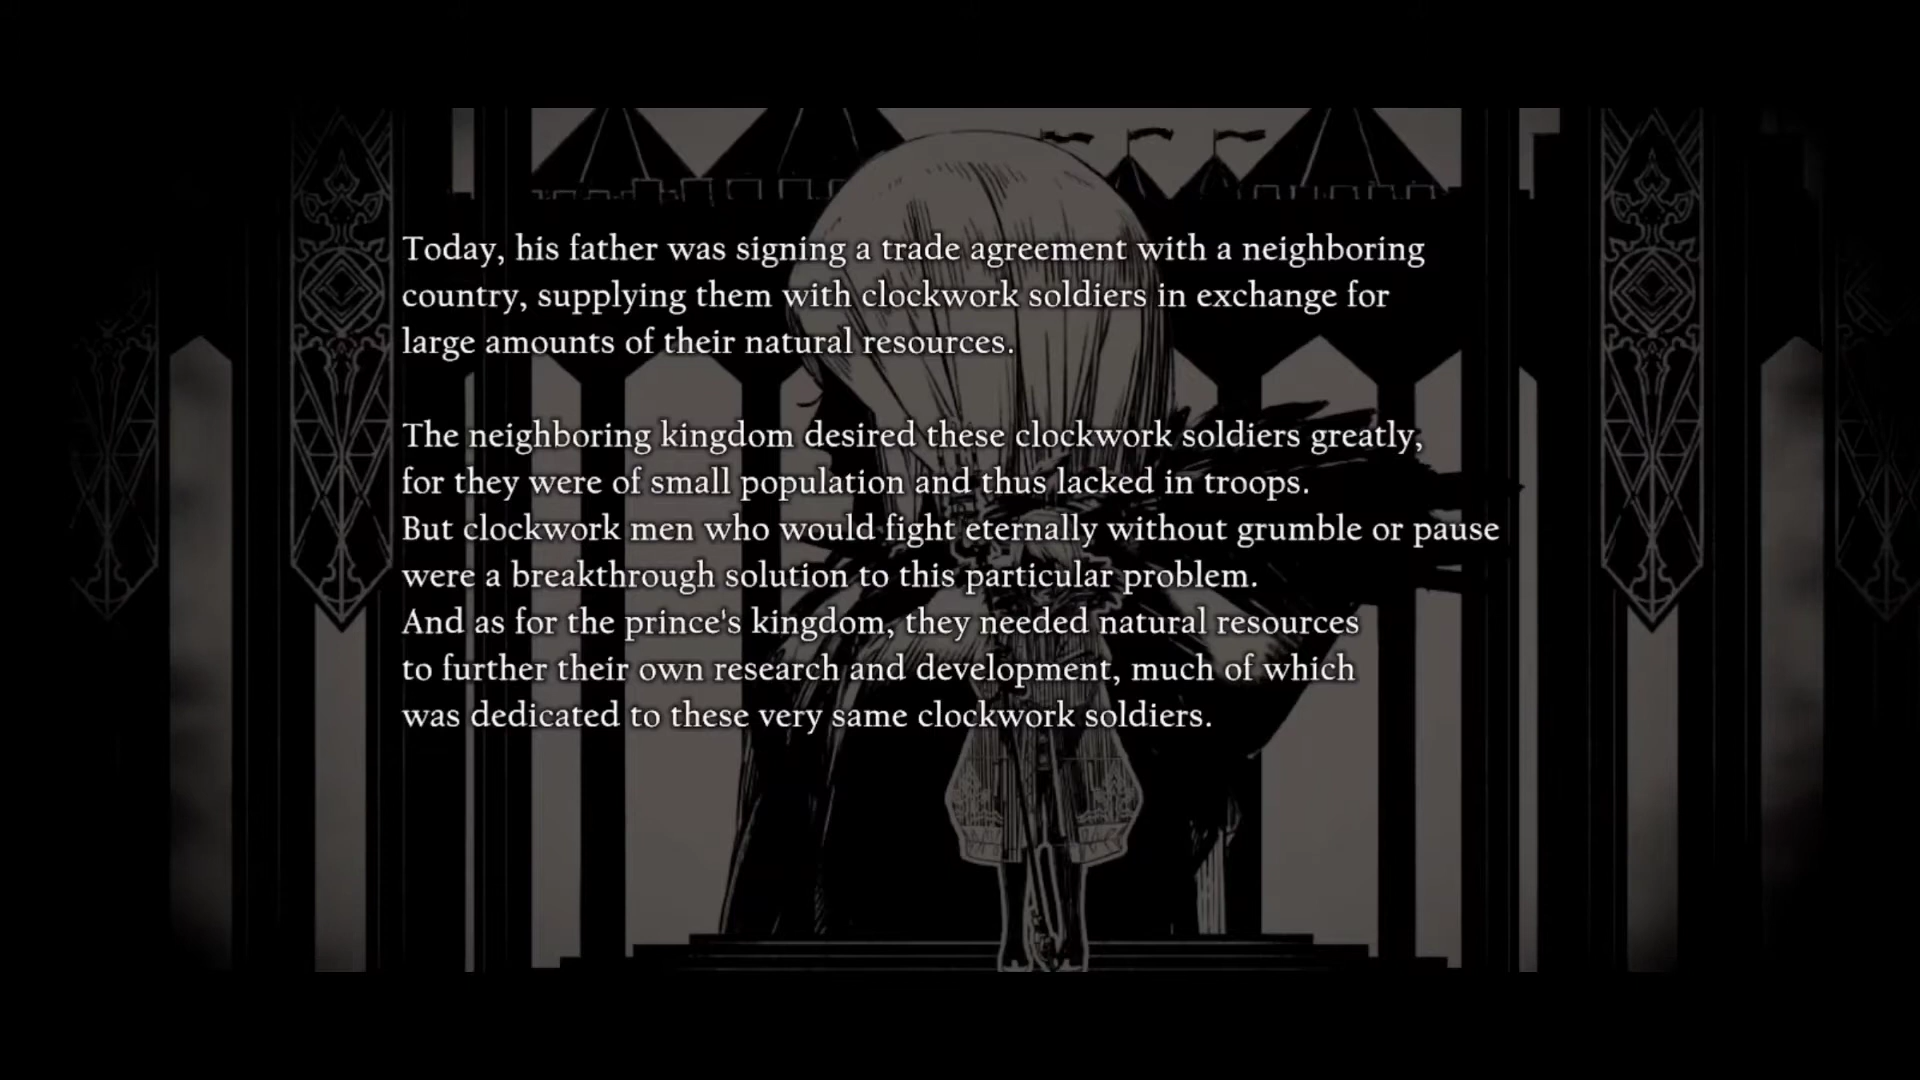 Today, his father was signing a trade agreement with a neighboring
country, supplying them with clockwork soldiers in exchange for
large amounts of their natural resources.
The neighboring kingdom desired these clockwork soldiers greatly,
for they were of small population and thus lacked in troops.
But clockwork men who would fight eternally without grumble or pause
were a breakthrough solution to this particular problem.
And as for the prince's kingdom, they needed natural resources
to further their own research and development, much of which
was dedicated to these very same clockwork soldiers.